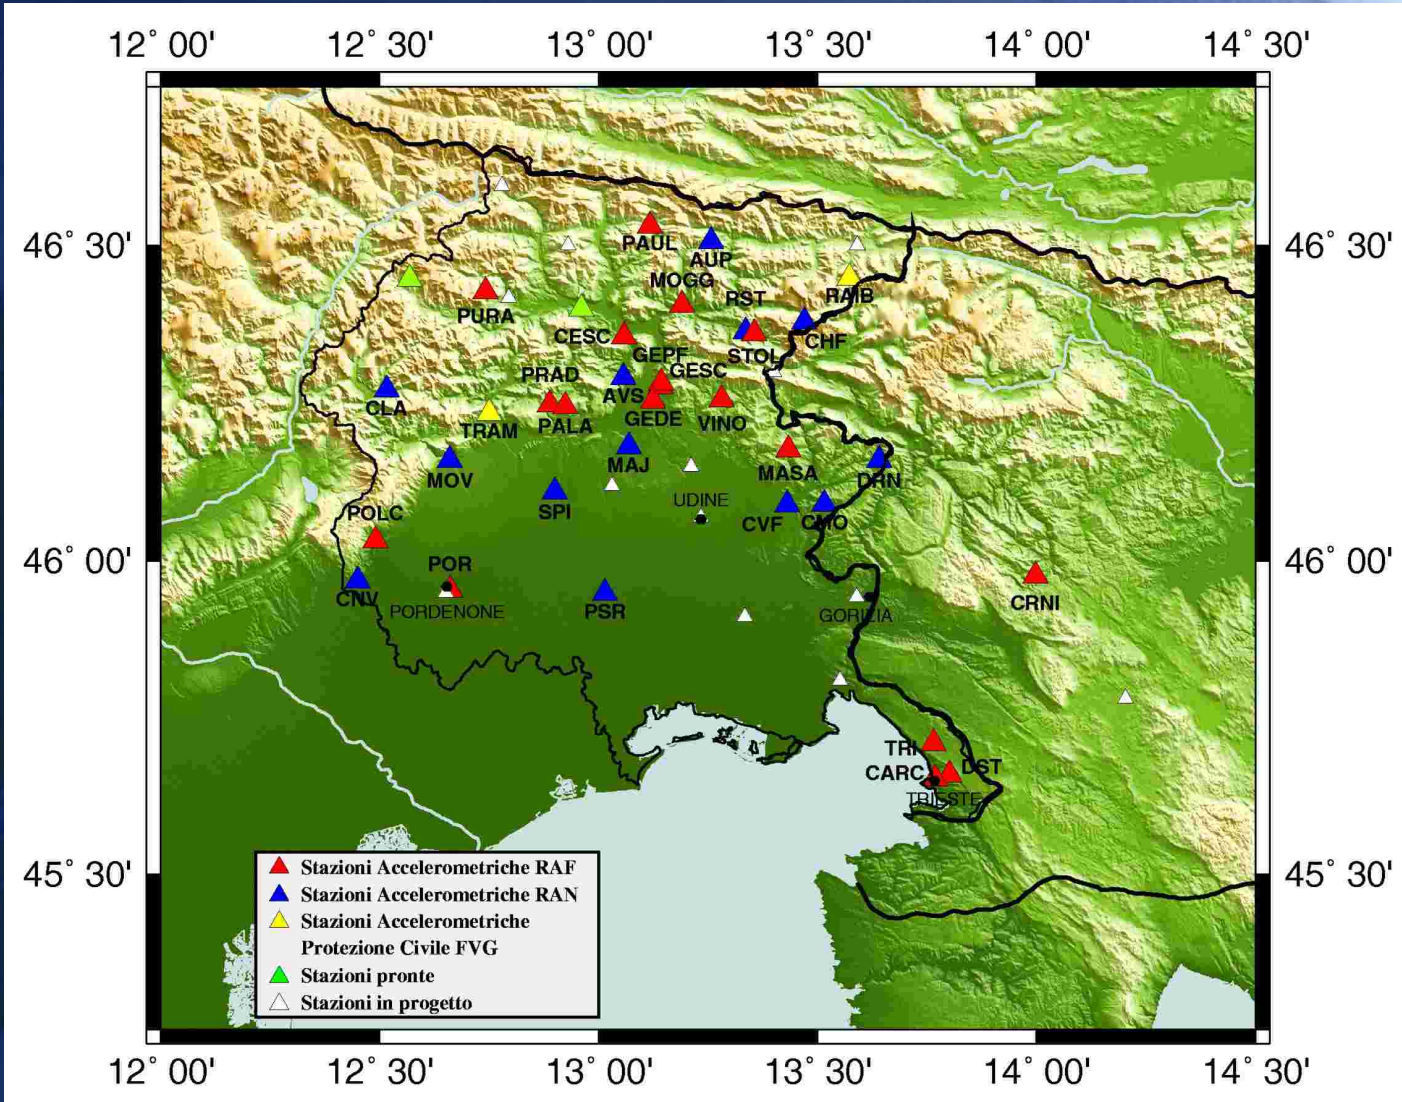 12° 00' 12° 30' 13° 00' 13° 30' 14° 00' 14° 30'
46° 30' 46° 30'
PAUL
AUP
MOGG
RAIB
RST
PURA
CESC
CHF
STOL
GEPF
GESC
PRAD
AVS
CLA
GEDE
VINO
PALA
TRAM
MAJ
MASA
MOV
DRN
UDINE
SPI
POLC
CVF
CMO
46° 00' 46° 00'
POR
CNV
PORDENONE
PSR
GORIZIA
CRNI
TRI
DST
CARC
TRIESTE
45° 30' 45° 30'
Stazioni Accelerometriche RAF
Stazioni Accelerometriche RAN
Stazioni Accelerometriche
Protezione Civile FVG
Stazioni pronte
Stazioni in progetto
12° 00' 12° 30' 13° 00' 13° 30' 14° 00' 14° 30'